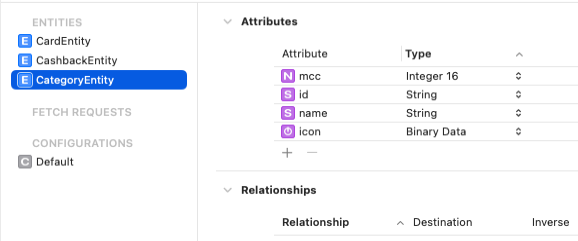 ENTITIES
E CardEntity
E CashbackEntity
E CategoryEntity
FETCH REQUESTS
CONFIGURATIONS
C Default
Attributes
Attribute Type
N mcc Integer 16
S id String
S name String
icon Binary Data
+ −
Relationships
Relationship Destination Inverse